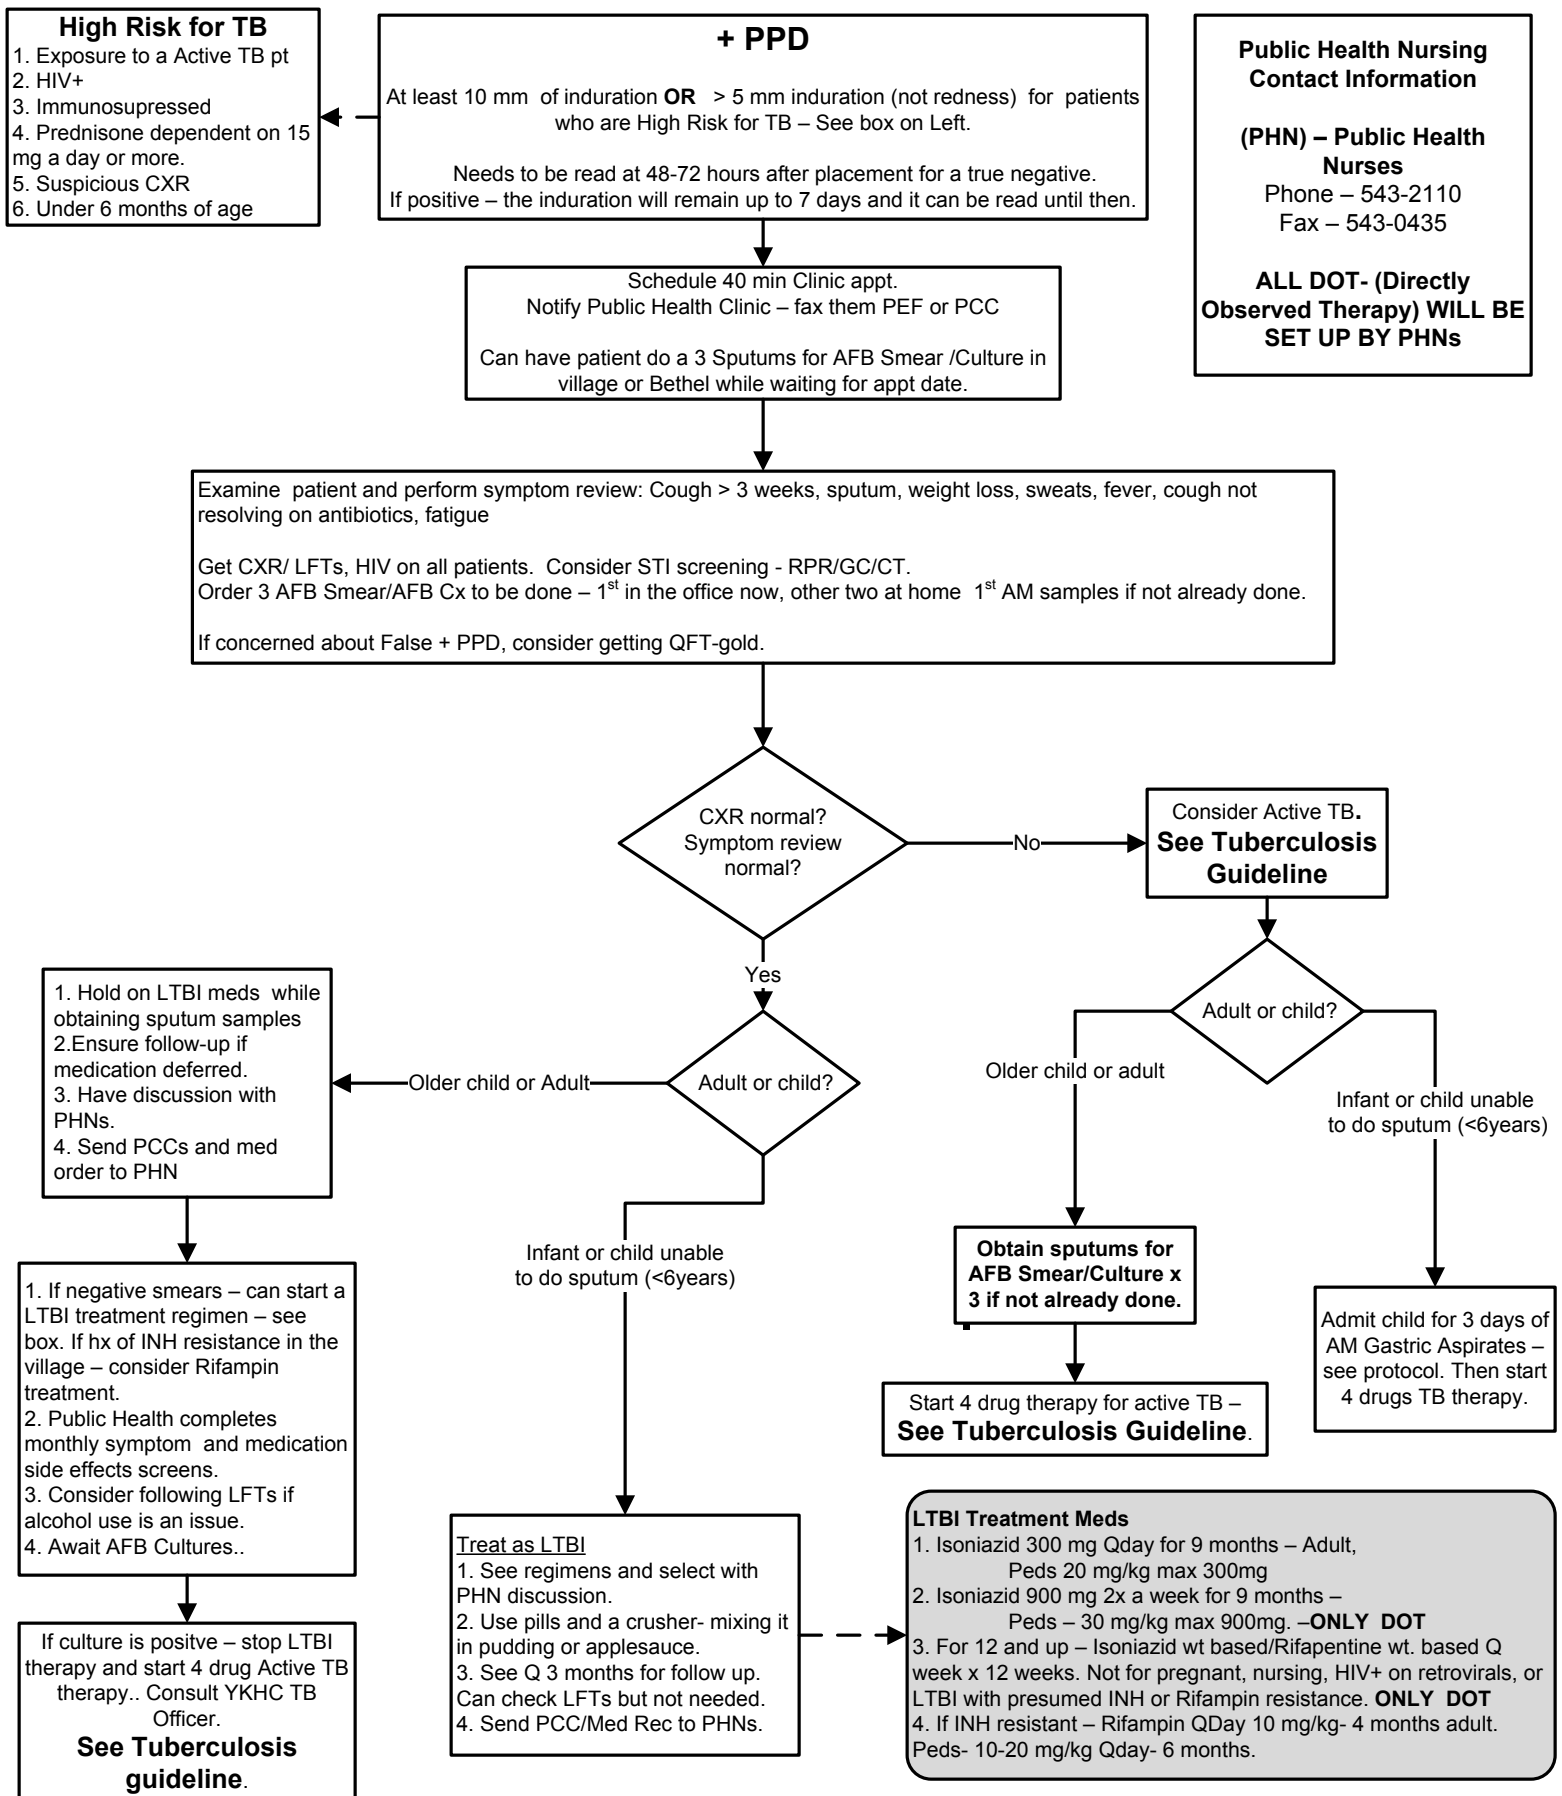 High Risk for TB
1. Exposure to a Active TB pt
2. HIV+
3. Immunosupressed
4. Prednisone dependent on 15
mg a day or more.
5. Suspicious CXR
6. Under 6 months of age
+ PPD
At least 10 mm of induration OR > 5 mm induration (not redness) for patients
who are High Risk for TB – See box on Left.
Needs to be read at 48-72 hours after placement for a true negative.
If positive – the induration will remain up to 7 days and it can be read until then.
Public Health Nursing
Contact Information
(PHN) – Public Health
Nurses
Phone – 543-2110
Fax – 543-0435
ALL DOT- (Directly
Observed Therapy) WILL BE
SET UP BY PHNs
Schedule 40 min Clinic appt.
Notify Public Health Clinic – fax them PEF or PCC
Can have patient do a 3 Sputums for AFB Smear /Culture in
village or Bethel while waiting for appt date.
Examine patient and perform symptom review: Cough > 3 weeks, sputum, weight loss, sweats, fever, cough not
resolving on antibiotics, fatigue
Get CXR/ LFTs, HIV on all patients. Consider STI screening - RPR/GC/CT.
Order 3 AFB Smear/AFB Cx to be done – 1st in the office now, other two at home 1st AM samples if not already done.
If concerned about False + PPD, consider getting QFT-gold.
CXR normal?
Symptom review
normal?
No
Consider Active TB.
See Tuberculosis
Guideline
Yes
Adult or child?
Older child or adult
Infant or child unable
to do sputum (<6years)
Adult or child?
Older child or Adult
1. Hold on LTBI meds while
obtaining sputum samples
2.Ensure follow-up if
medication deferred.
3. Have discussion with
PHNs.
4. Send PCCs and med
order to PHN
Infant or child unable
to do sputum (<6years)
Obtain sputums for
AFB Smear/Culture x
3 if not already done.
Admit child for 3 days of
AM Gastric Aspirates –
see protocol. Then start
4 drugs TB therapy.
Start 4 drug therapy for active TB –
See Tuberculosis Guideline.
1. If negative smears – can start a
LTBI treatment regimen – see
box. If hx of INH resistance in the
village – consider Rifampin
treatment.
2. Public Health completes
monthly symptom and medication
side effects screens.
3. Consider following LFTs if
alcohol use is an issue.
4. Await AFB Cultures..
If culture is positve – stop LTBI
therapy and start 4 drug Active TB
therapy.. Consult YKHC TB
Officer.
See Tuberculosis
guideline.
Treat as LTBI
1. See regimens and select with
PHN discussion.
2. Use pills and a crusher- mixing it
in pudding or applesauce.
3. See Q 3 months for follow up.
Can check LFTs but not needed.
4. Send PCC/Med Rec to PHNs.
LTBI Treatment Meds
1. Isoniazid 300 mg Qday for 9 months – Adult,
Peds 20 mg/kg max 300mg
2. Isoniazid 900 mg 2x a week for 9 months –
Peds – 30 mg/kg max 900mg. –ONLY DOT
3. For 12 and up – Isoniazid wt based/Rifapentine wt. based Q
week x 12 weeks. Not for pregnant, nursing, HIV+ on retrovirals, or
LTBI with presumed INH or Rifampin resistance. ONLY DOT
4. If INH resistant – Rifampin QDay 10 mg/kg- 4 months adult.
Peds- 10-20 mg/kg Qday- 6 months.